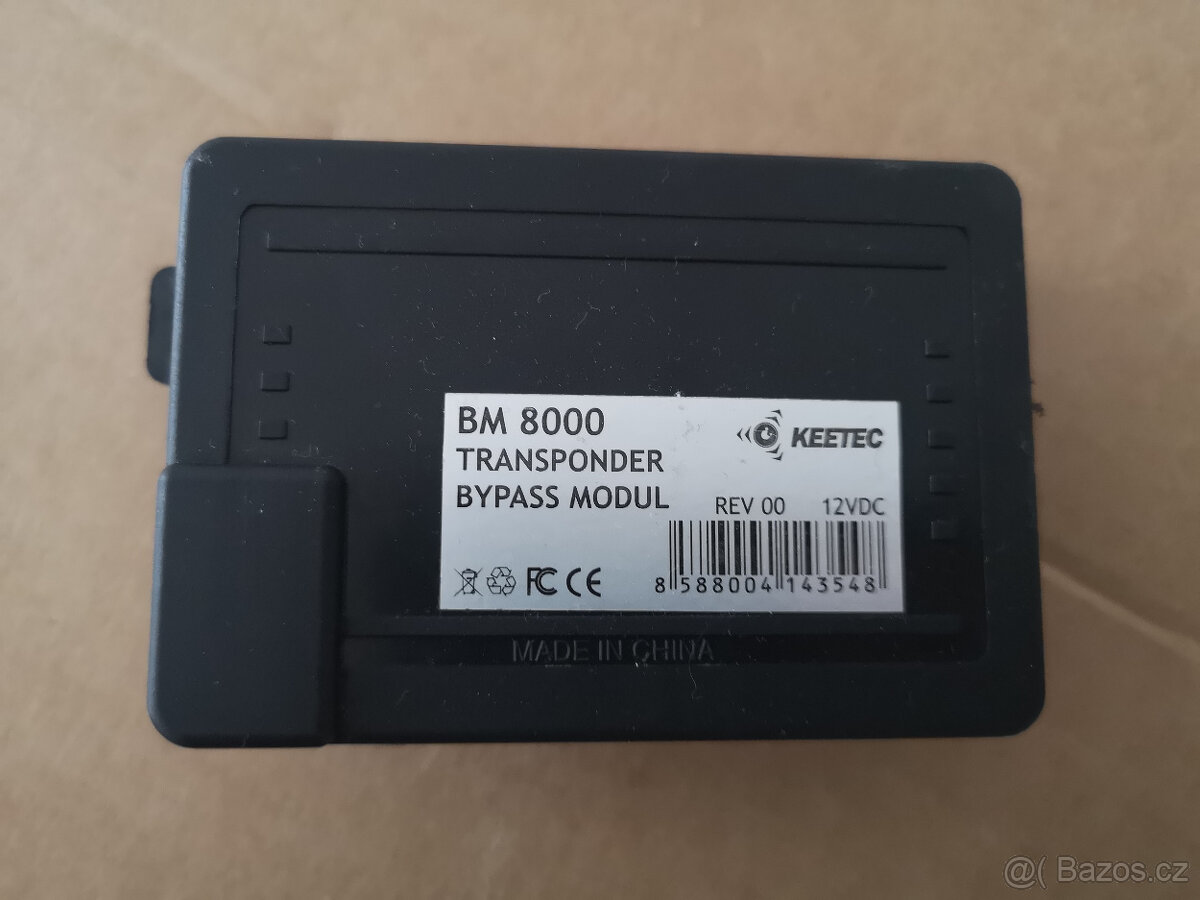 BM 8000
KEETEC
TRANSPONDER
BYPASS MODUL
REV 00 12VDC
FC CE
8 588004 143548
MADE IN CHINA
@( Bazos.cz